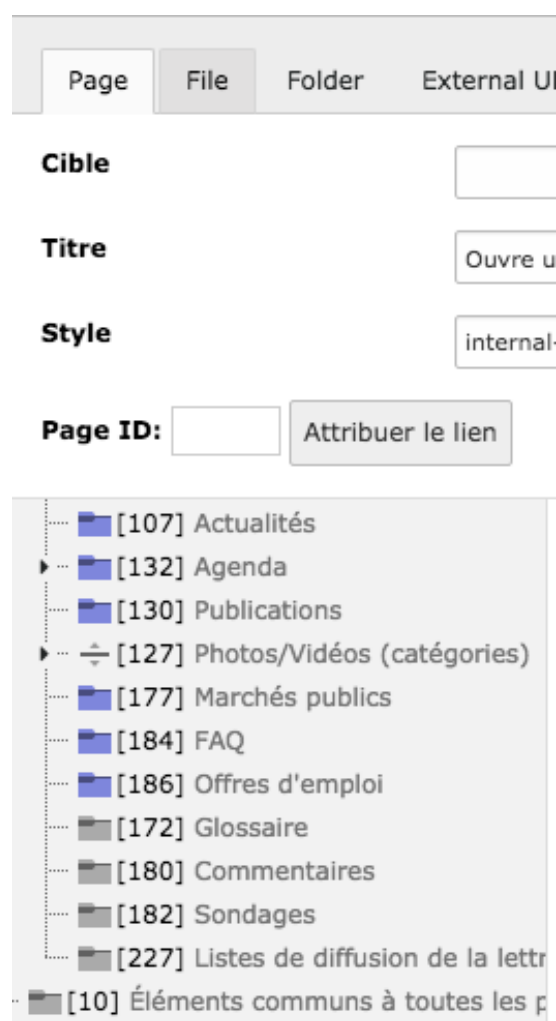 Page File Folder External
Cible
Titre Ouvre
Style internal-
Page ID: Attribuer le lien
[107] Actualités
[132] Agenda
[130] Publications
[127] Photos/Vidéos (catégories)
[177] Marchés publics
[184] FAQ
[186] Offres d'emploi
[172] Glossaire
[180] Commentaires
[182] Sondages
[227] Listes de diffusion de la
[10] Éléments communs à toutes les